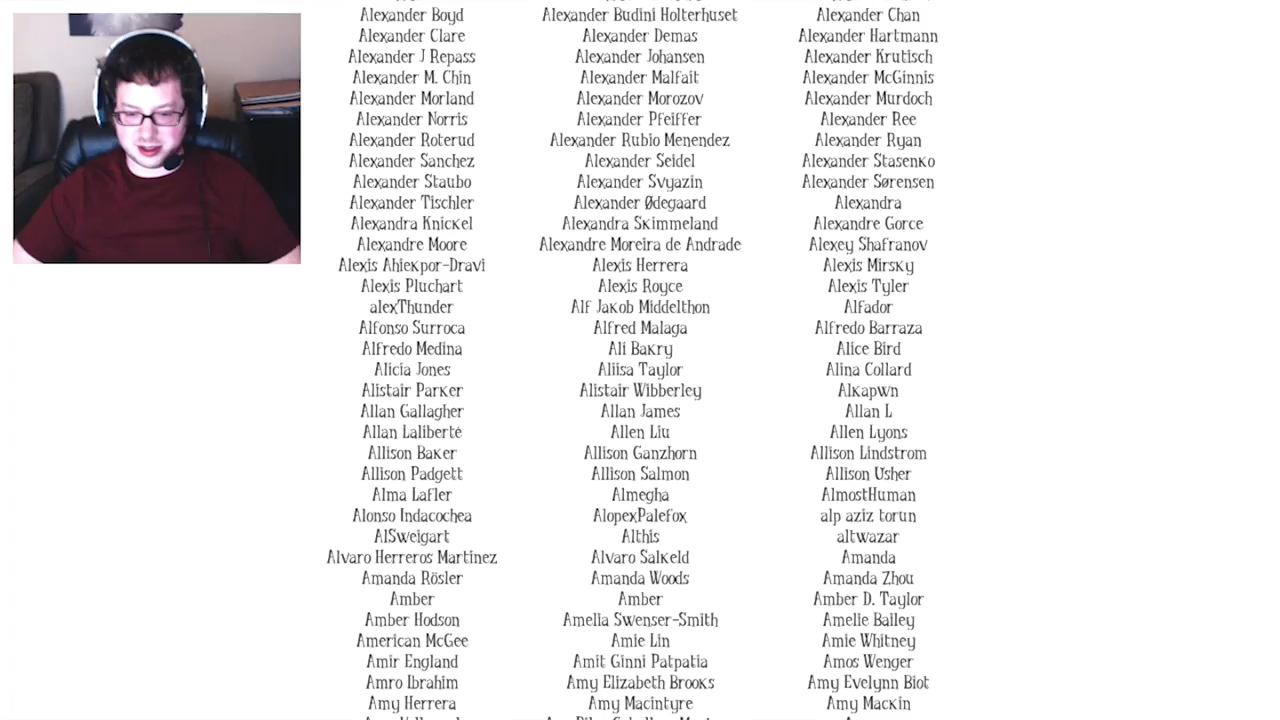 Alexander Boyd Alexander Budini Holterhuset Alexander Chan
Alexander Clare Alexander Demas Alexander Hartmann
Alexander J Repass Alexander Johansen Alexander Krutisch
Alexander M. Chin Alexander Malfait Alexander McGinnis
Alexander Morland Alexander Morozov Alexander Murdoch
Alexander Norris Alexander Pfeiffer Alexander Ree
Alexander Roterud Alexander Rubio Menendez Alexander Ryan
Alexander Sanchez Alexander Seidel Alexander Stasenko
Alexander Staubo Alexander Svyazin Alexander Sørensen
Alexander Tischler Alexander Ødegaard Alexandra
Alexandra Knickel Alexandra Skimmeland Alexandre Gorce
Alexandre Moore Alexandre Moreira de Andrade Alexey Shafranov
Alexis Ahiekpor-Dravi Alexis Herrera Alexis Mirsky
Alexis Pluchart Alexis Royce Alexis Tyler
alexThunder Alf Jakob Middelthon Alfador
Alfonso Surroca Alfred Malaga Alfredo Barraza
Alfredo Medina Ali Bakry Alice Bird
Alicia Jones Aliisa Taylor Alina Collard
Alistair Parker Alistair Wibberley Alkapwn
Allan Gallagher Allan James Allan L
Allan Laliberté Allen Liu Allen Lyons
Allison Baker Allison Ganzhorn Allison Lindstrom
Allison Padgett Allison Salmon Allison Usher
Alma Lafler Almegha AlmostHuman
Alonso Indacochea AlopexPalefox alp aziz torun
AlSweigart Althis altwazar
Alvaro Herreros Martinez Alvaro Salkeld Amanda
Amanda Rösler Amanda Woods Amanda Zhou
Amber Amber Amber D. Taylor
Amber Hodson Amelia Swenser-Smith Amelie Bailey
American McGee Amie Lin Amie Whitney
Amir England Amit Ginni Patpatia Amos Wenger
Amro Ibrahim Amy Elizabeth Brooks Amy Evelynn Biot
Amy Herrera Amy Macintyre Amy Mackin